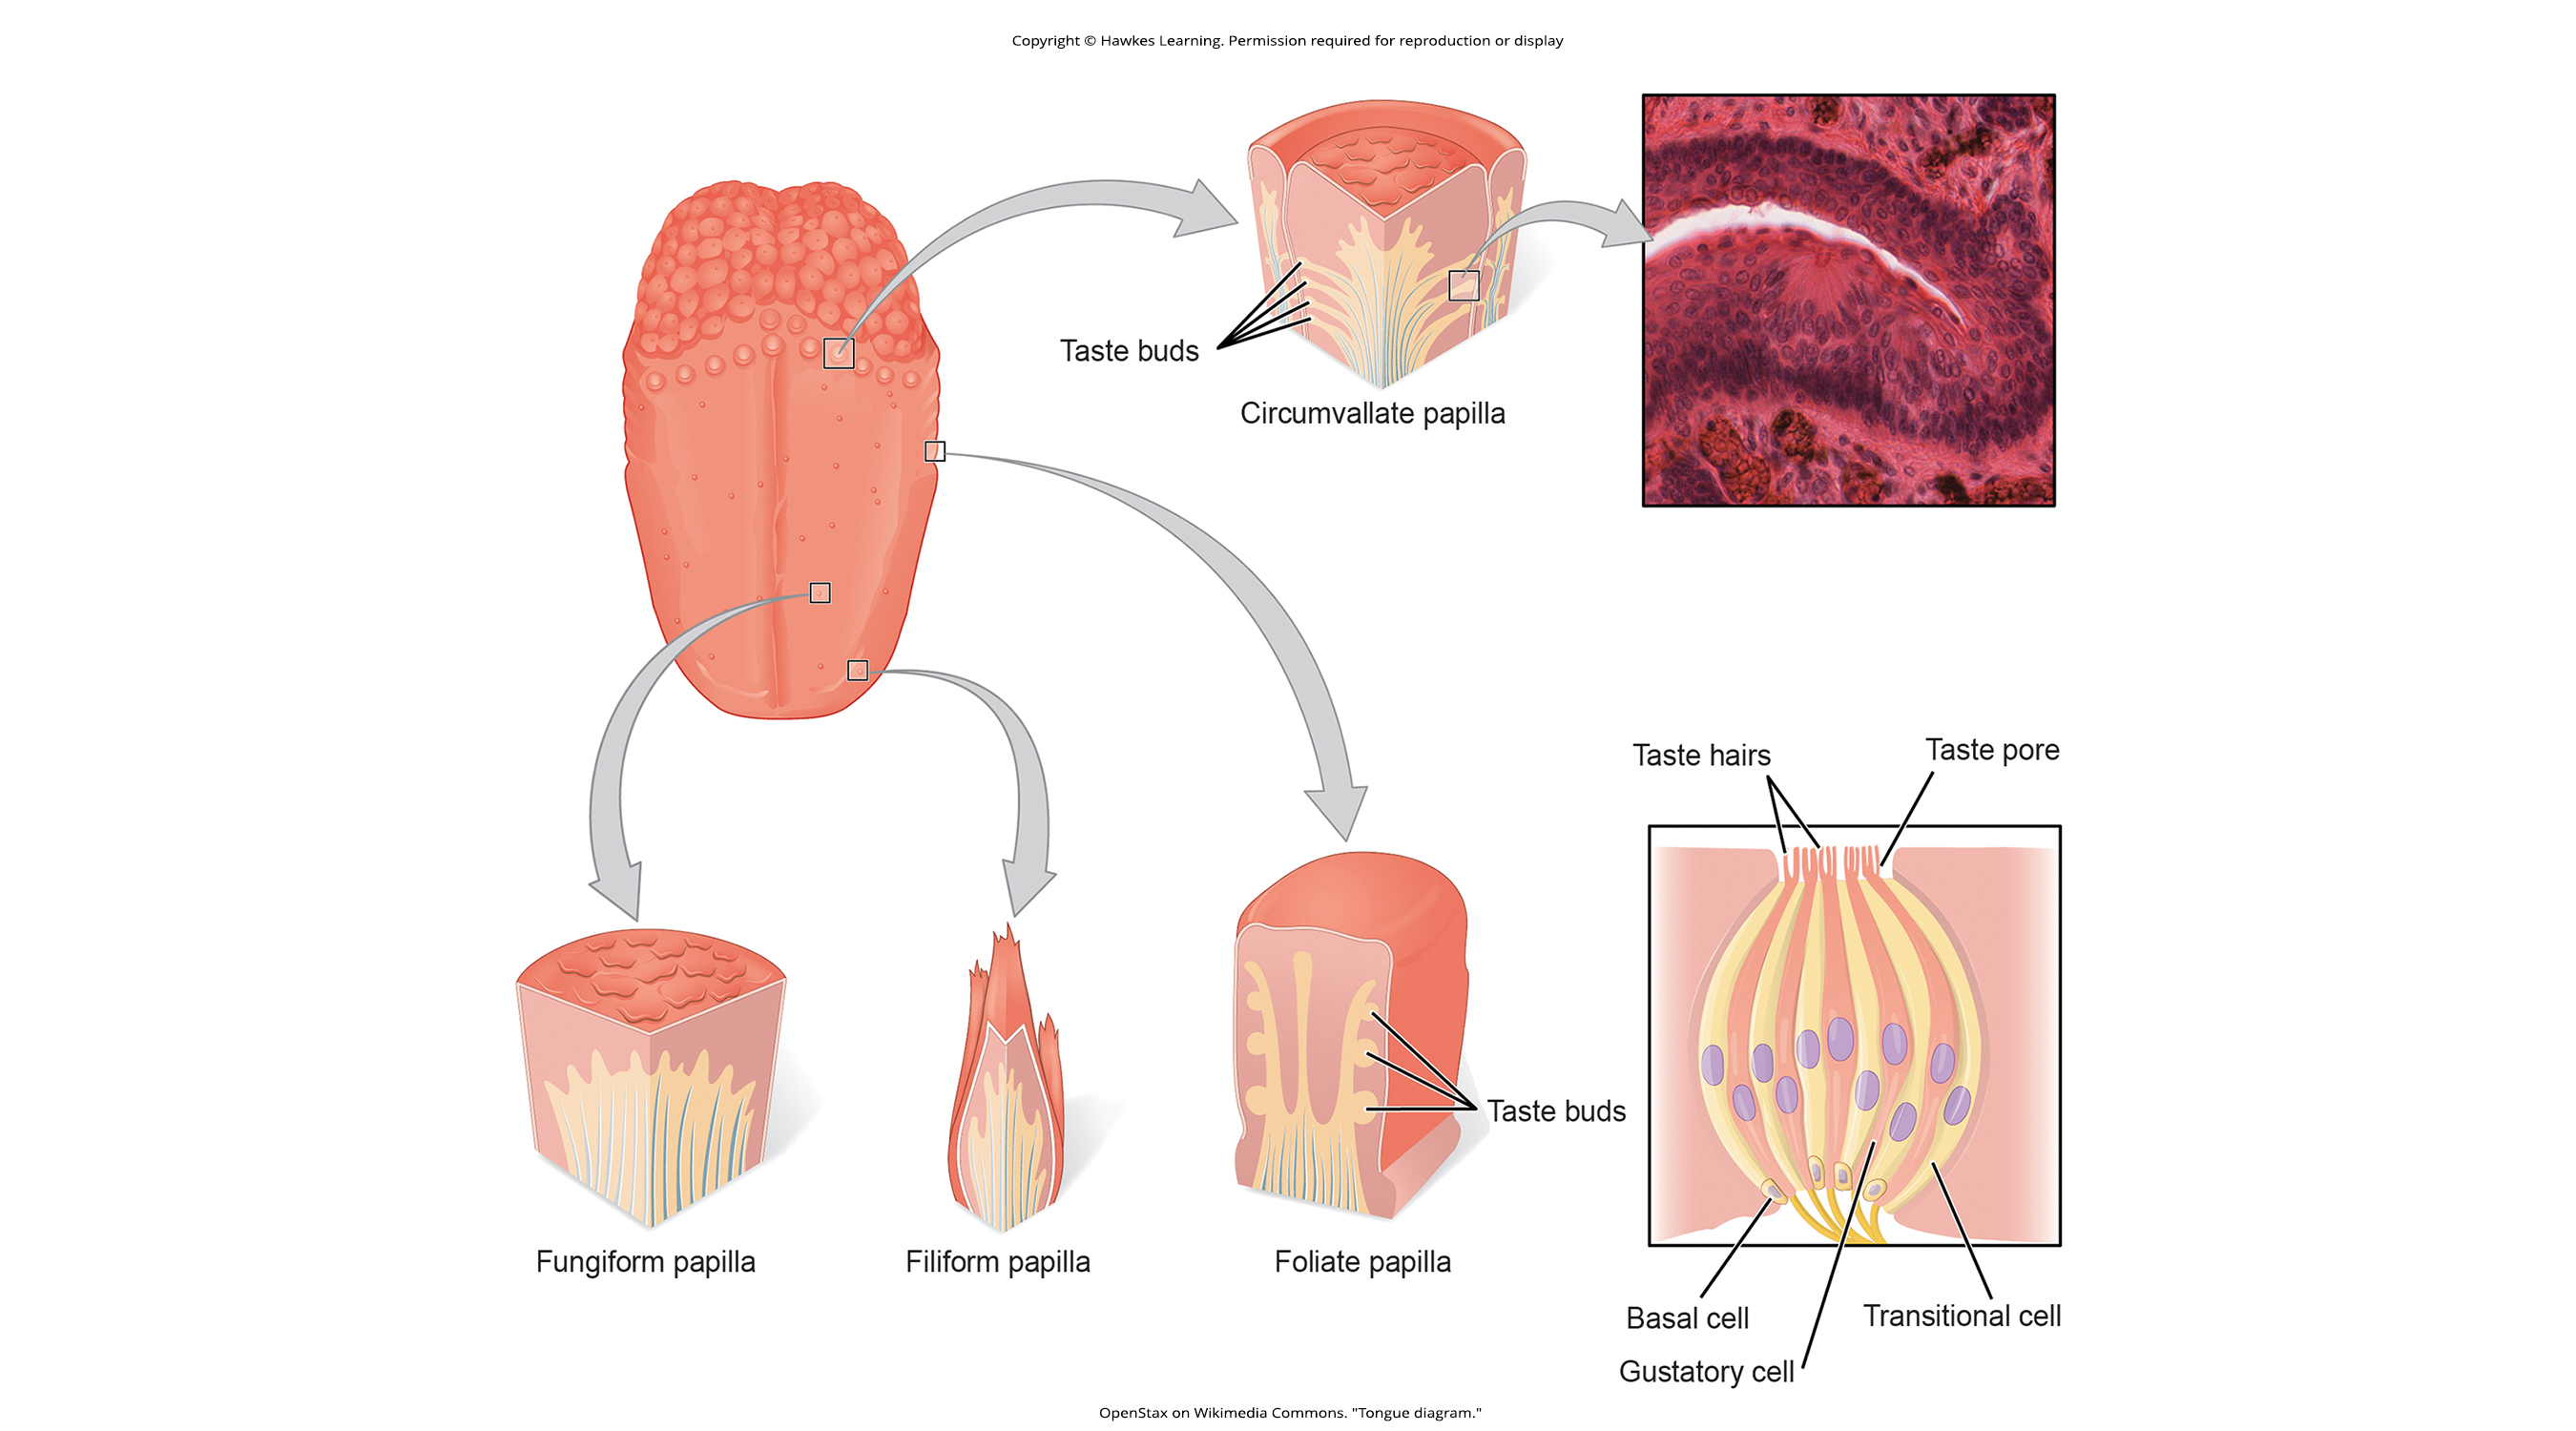 Copyright © Hawkes Learning. Permission required for reproduction or display
Taste buds
Circumvallate papilla
Taste hairs
Taste pore
Taste buds
Fungiform papilla
Filiform papilla
Foliate papilla
Basal cell
Transitional cell
Gustatory cell
OpenStax on Wikimedia Commons. "Tongue diagram."